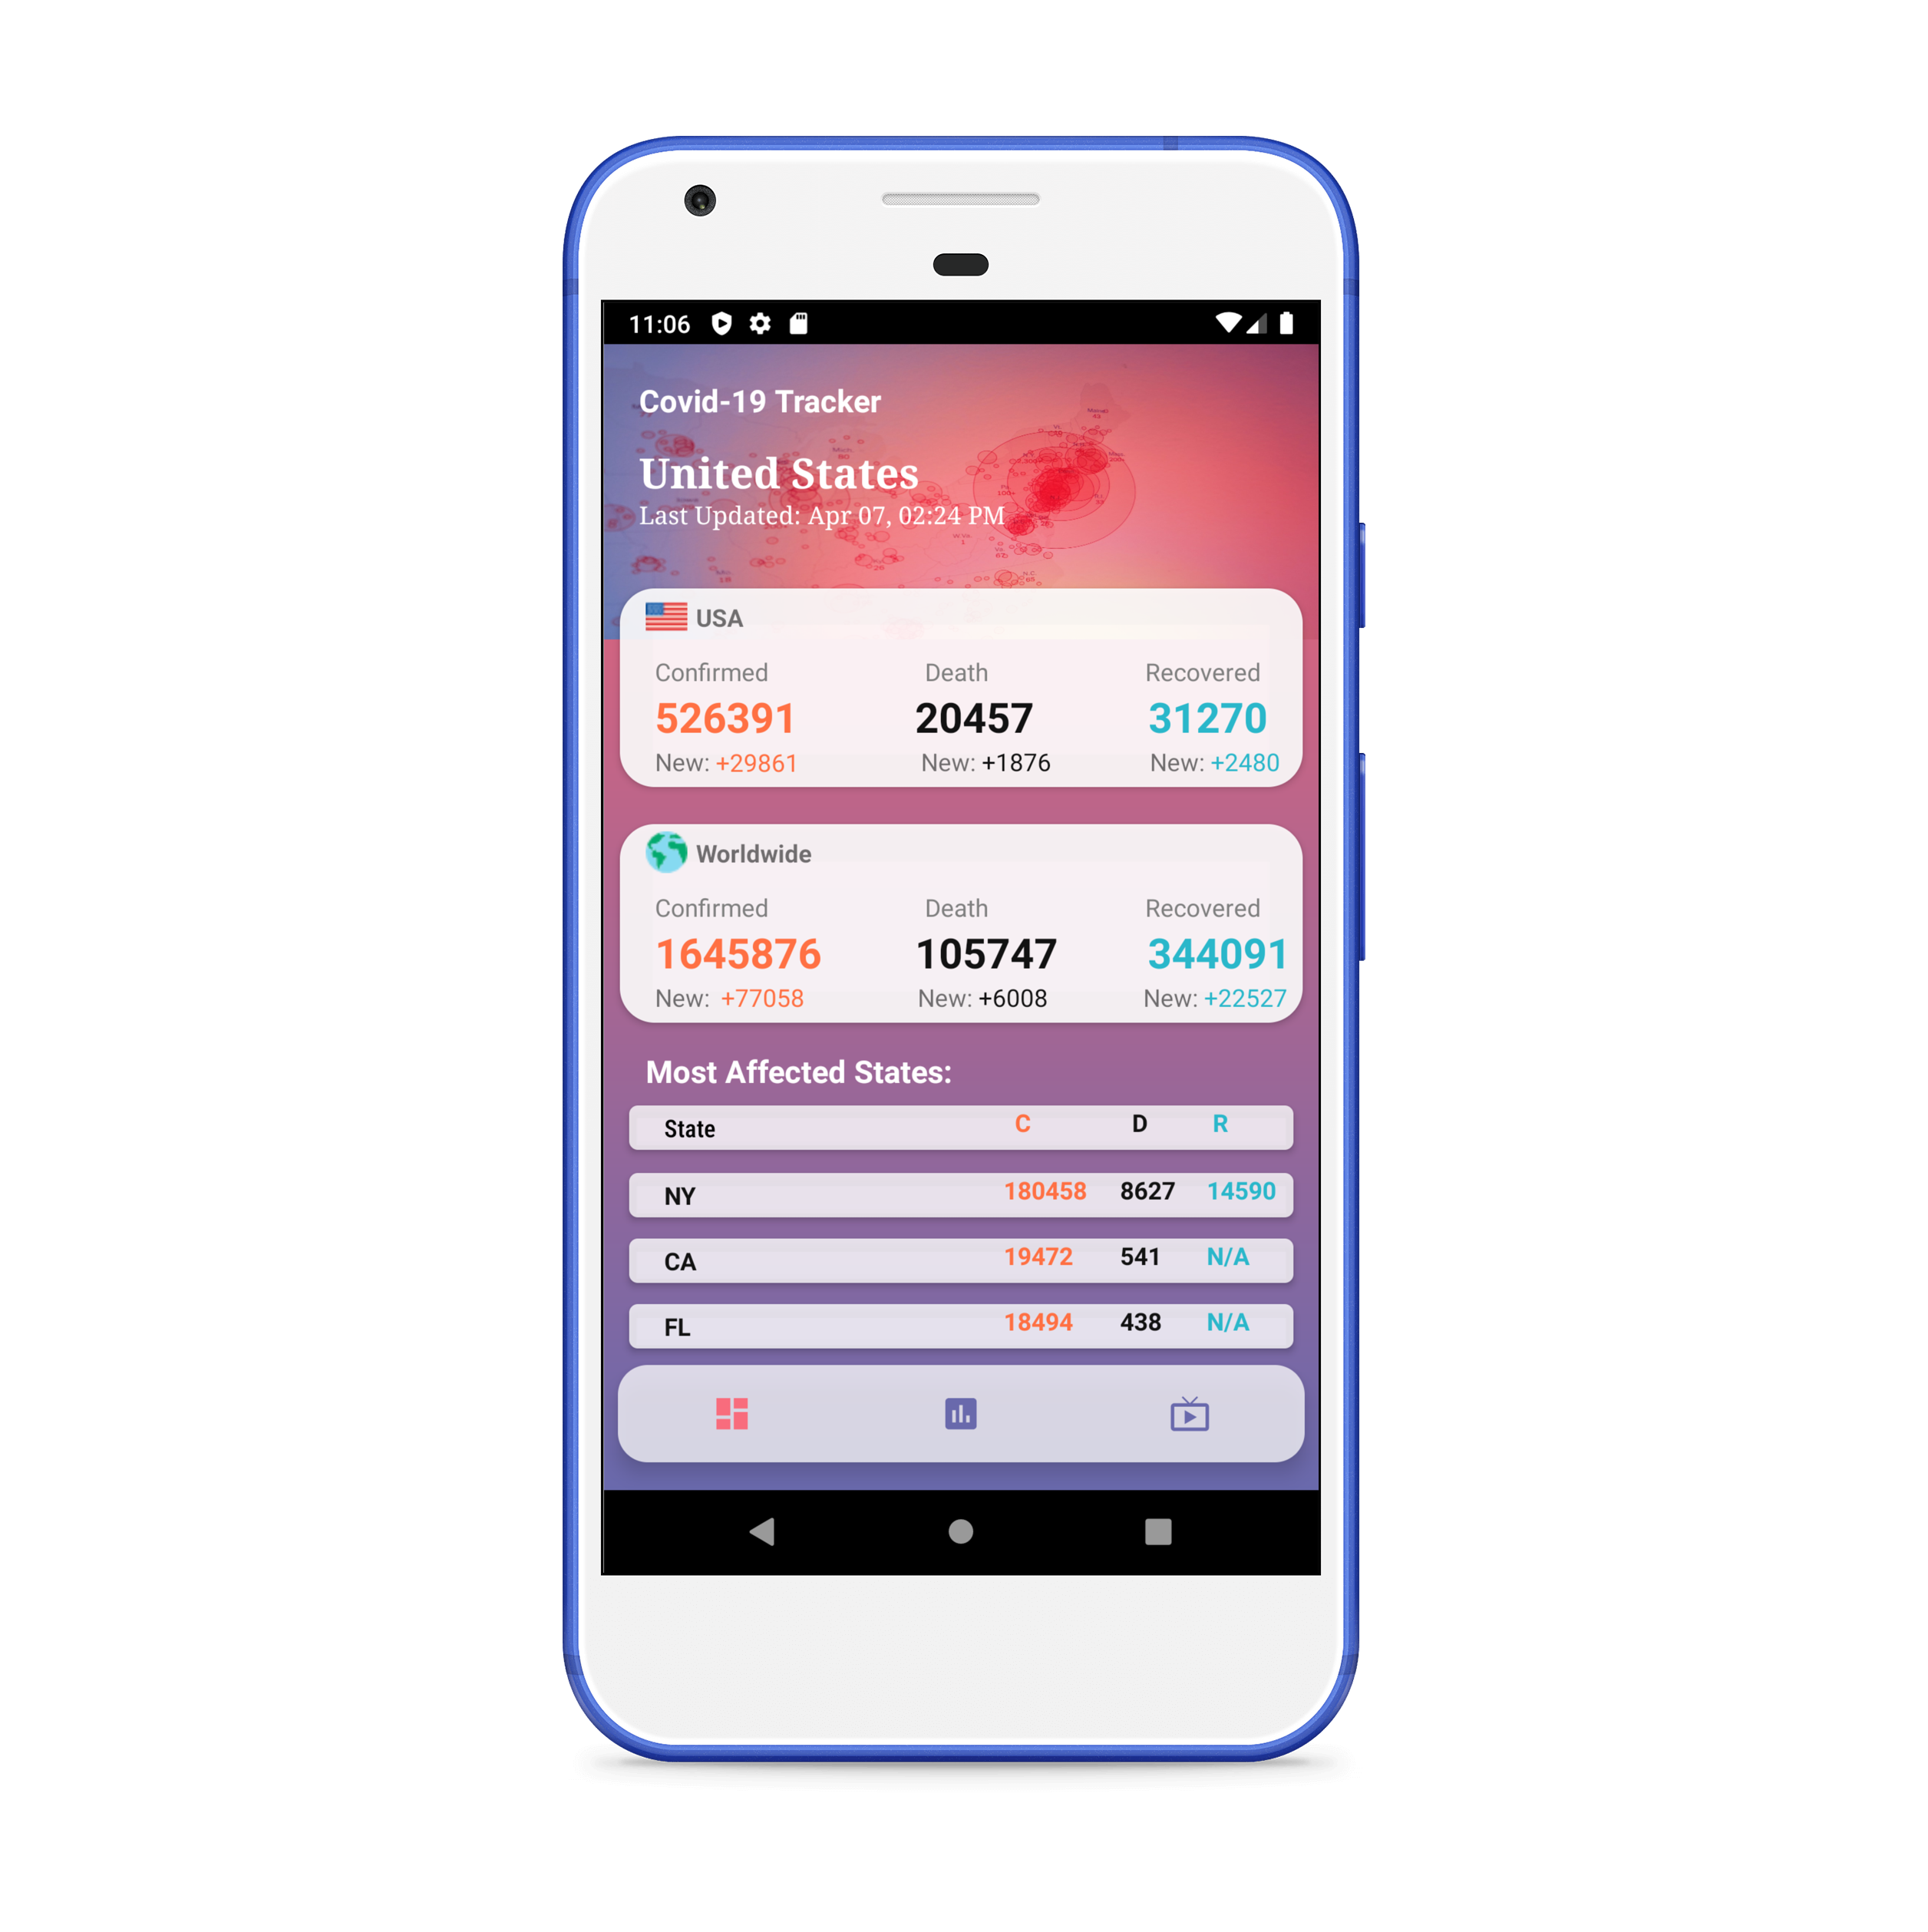 11:06
Covid-19 Tracker
United States
Last Updated: Apr 07, 02:24 PM
USA
Confirmed Death Recovered
526391 20457 31270
New: +29861 New: +1876 New: +2480
Worldwide
Confirmed Death Recovered
1645876 105747 344091
New: +77058 New: +6008 New: +22527
Most Affected States:
State C D R
NY 180458 8627 14590
CA 19472 541 N/A
FL 18494 438 N/A